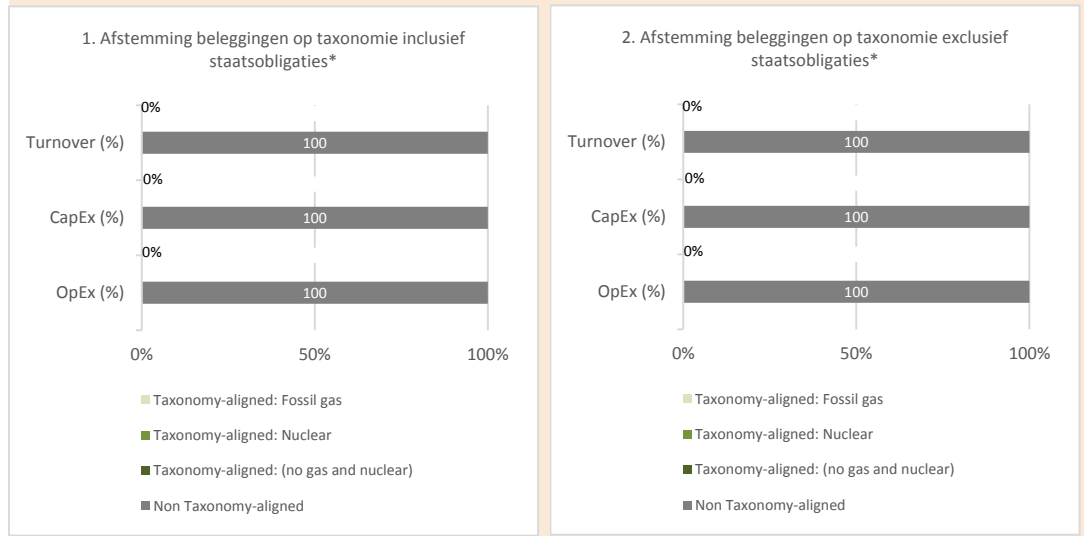 1. Afstemming beleggingen op taxonomie inclusief
staatsobligaties*
0%
Turnover (%)
100
0%
CapEx (%)
100
0%
OpEx (%)
100
0%
50%
100%
Taxonomy-aligned: Fossil gas
Taxonomy-aligned: Nuclear
Taxonomy-aligned: (no gas and nuclear)
Non Taxonomy-aligned
2. Afstemming beleggingen op taxonomie exclusief
staatsobligaties*
0%
Turnover (%)
100
0%
CapEx (%)
100
0%
OpEx (%)
100
0%
50%
100%
Taxonomy-aligned: Fossil gas
Taxonomy-aligned: Nuclear
Taxonomy-aligned: (no gas and nuclear)
Non Taxonomy-aligned